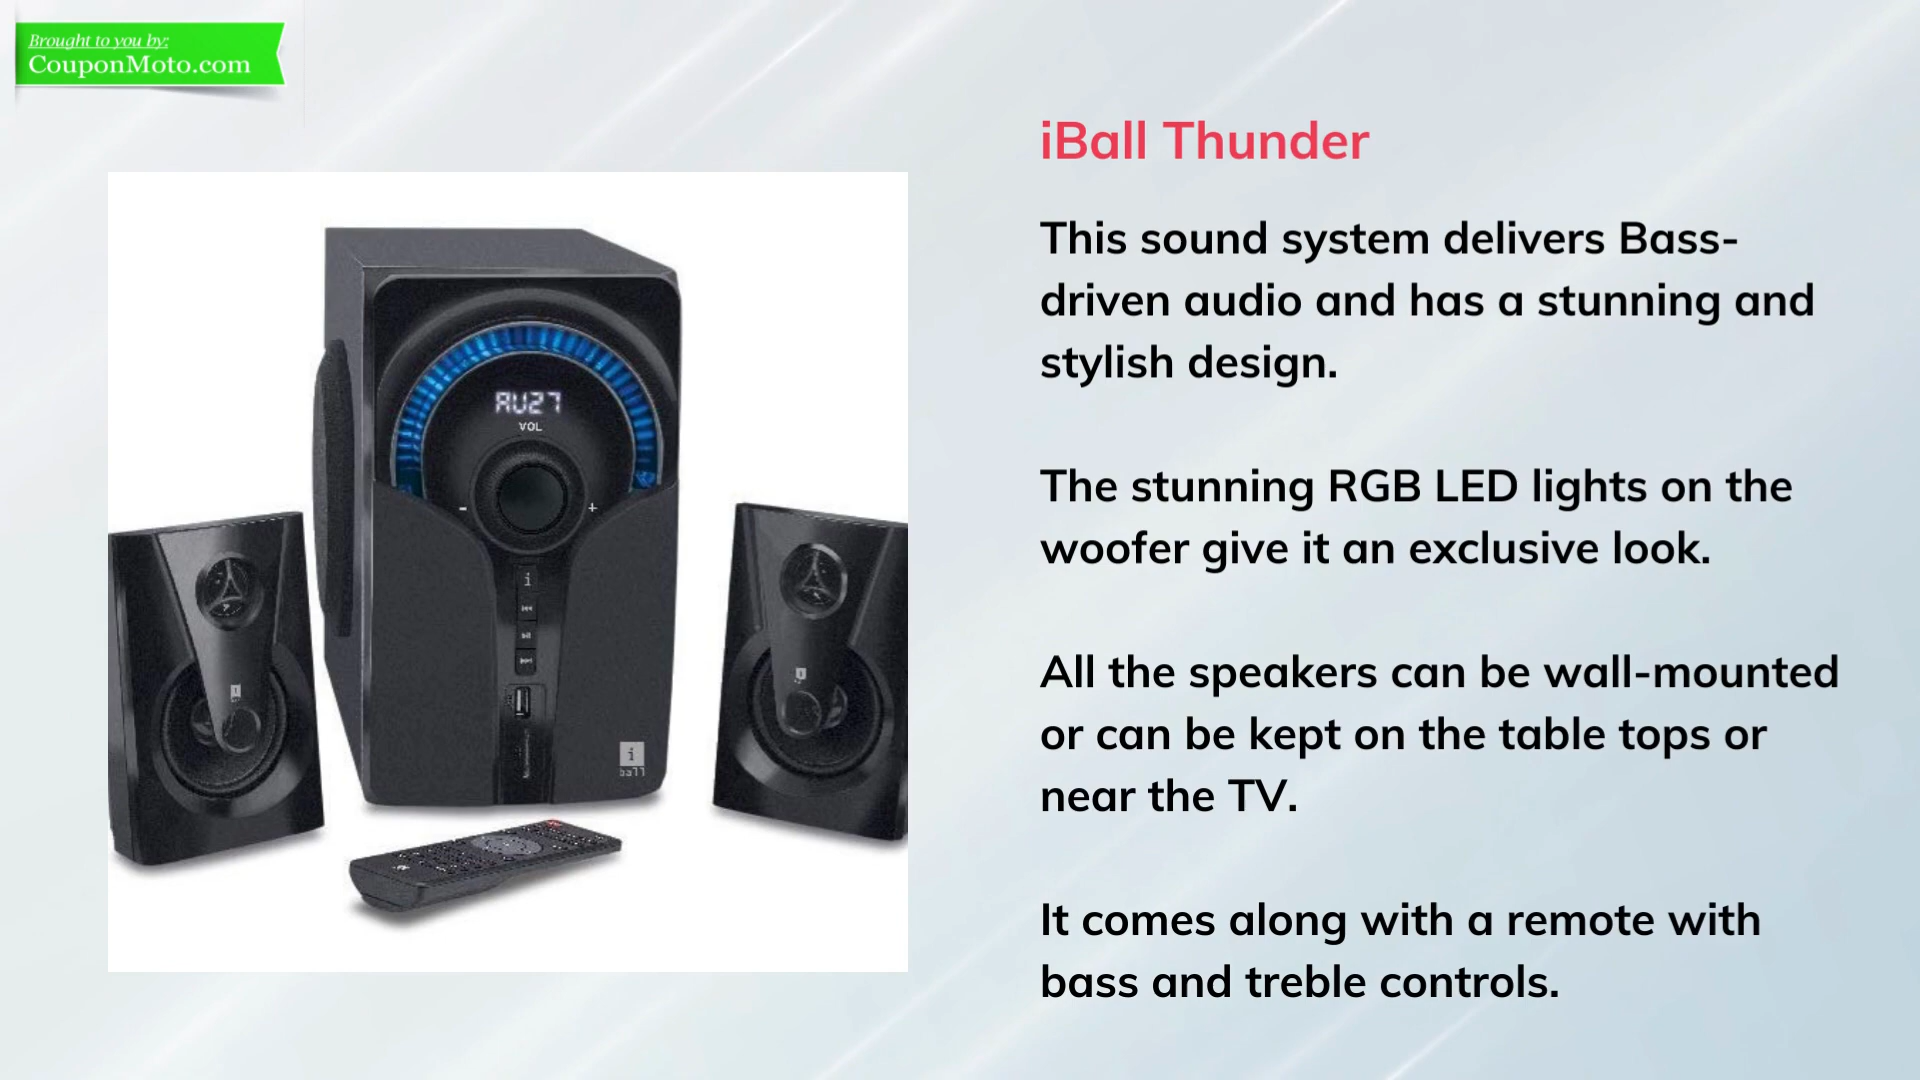 Brought to you by:
CouponMoto.com
iBall Thunder
This sound system delivers Bass-
driven audio and has a stunning and
stylish design.
The stunning RGB LED lights on the
woofer give it an exclusive look.
All the speakers can be wall-mounted
or can be kept on the table tops or
near the TV.
It comes along with a remote with
bass and treble controls.
AU27
VOL
- +
i
i
ball